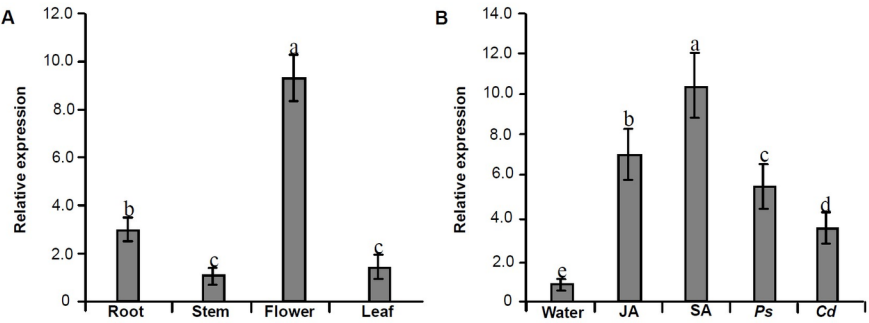 A
Relative expression
12.0
10.0
8.0
6.0
4.0
2.0
0
b
c
a
c
Root Stem Flower Leaf
B
Relative expression
14.0
12.0
10.0
8.0
6.0
4.0
2.0
0
e
b
a
c
d
Water JA SA Ps Cd